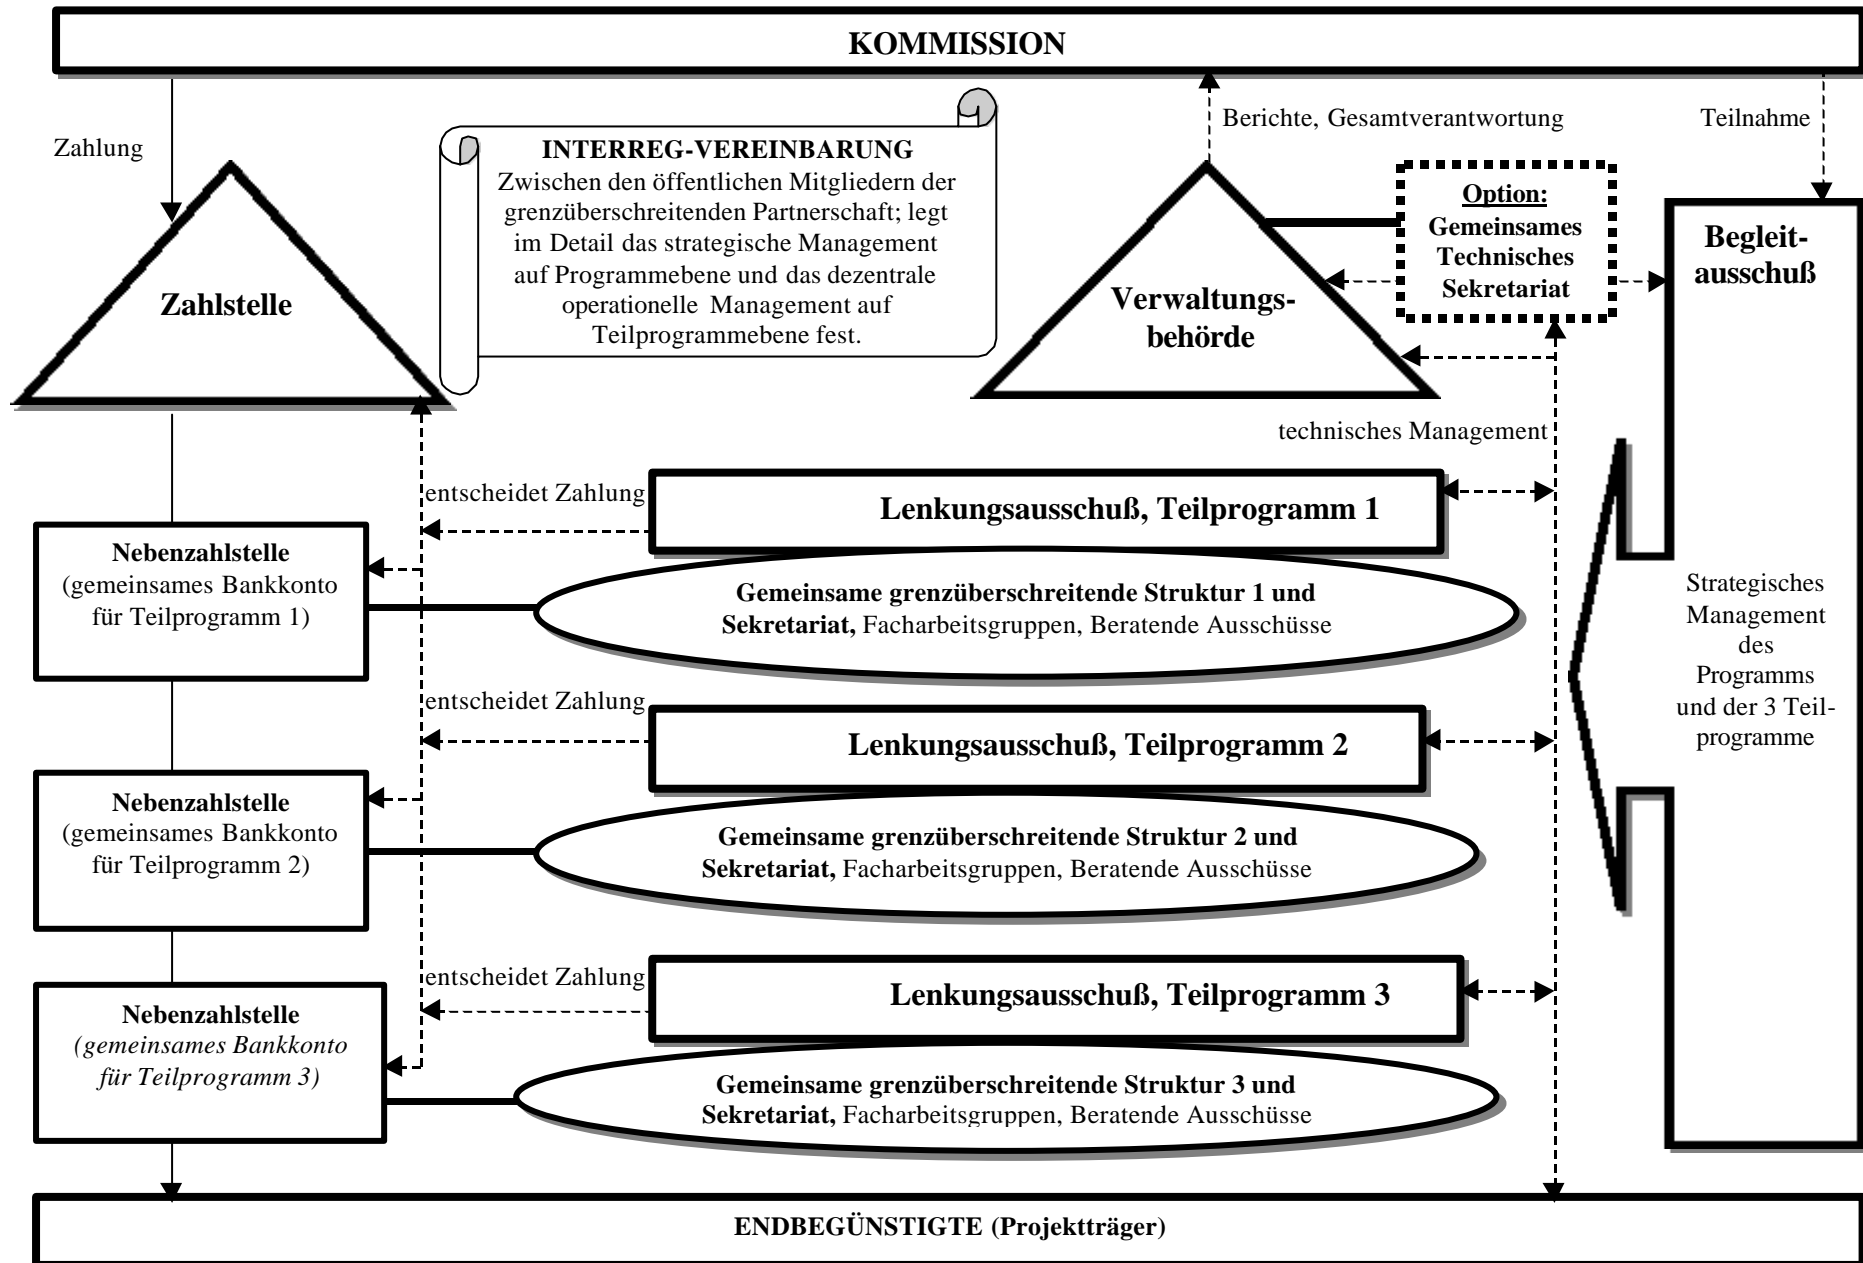 KOMMISSION
Zahlung
Berichte, Gesamtverantwortung
Teilnahme
INTERREG-VEREINBARUNG
Zwischen den öffentlichen Mitgliedern der
grenzüberschreitenden Partnerschaft; legt
im Detail das strategische Management
auf Programmebene und das dezentrale
operationelle Management auf
Teilprogrammebene fest.
Zahlstelle
Verwaltungs-
behörde
Option:
Gemeinsames
Technisches
Sekretariat
Begleit-
ausschuß
technisches Management
entscheidet Zahlung
Lenkungsausschuß, Teilprogramm 1
Nebenzahlstelle
(gemeinsames Bankkonto
für Teilprogramm 1)
Gemeinsame grenzüberschreitende Struktur 1 und
Sekretariat, Facharbeitsgruppen, Beratende Ausschüsse
Strategisches
Management
des
Programms
und der 3 Teil-
programme
entscheidet Zahlung
Lenkungsausschuß, Teilprogramm 2
Nebenzahlstelle
(gemeinsames Bankkonto
für Teilprogramm 2)
Gemeinsame grenzüberschreitende Struktur 2 und
Sekretariat, Facharbeitsgruppen, Beratende Ausschüsse
entscheidet Zahlung
Lenkungsausschuß, Teilprogramm 3
Nebenzahlstelle
(gemeinsames Bankkonto
für Teilprogramm 3)
Gemeinsame grenzüberschreitende Struktur 3 und
Sekretariat, Facharbeitsgruppen, Beratende Ausschüsse
ENDBEGÜNSTIGTE (Projektträger)